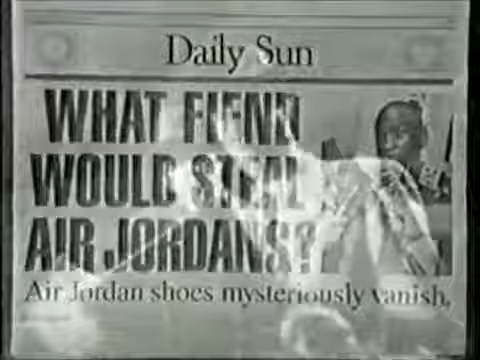 Daily Sun
WHAT FIEND
WOULD STEAL
AIR JORDANS?
Air Jordan shoes mysteriously vanish.